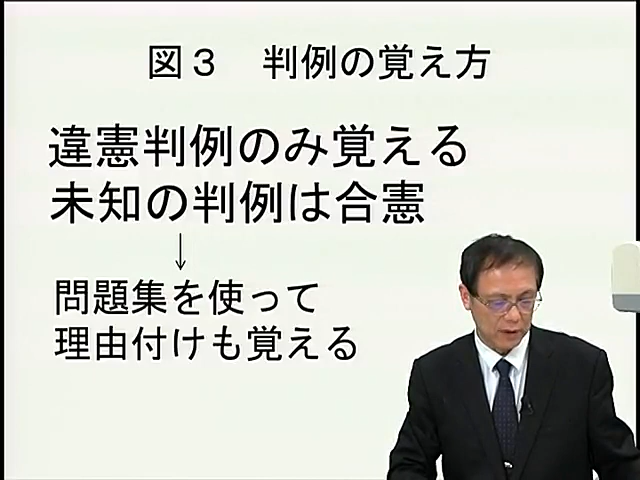 図３　判例の覚え方
違憲判例のみ覚える
未知の判例は合憲
↓
問題集を使って
理由付けも覚える